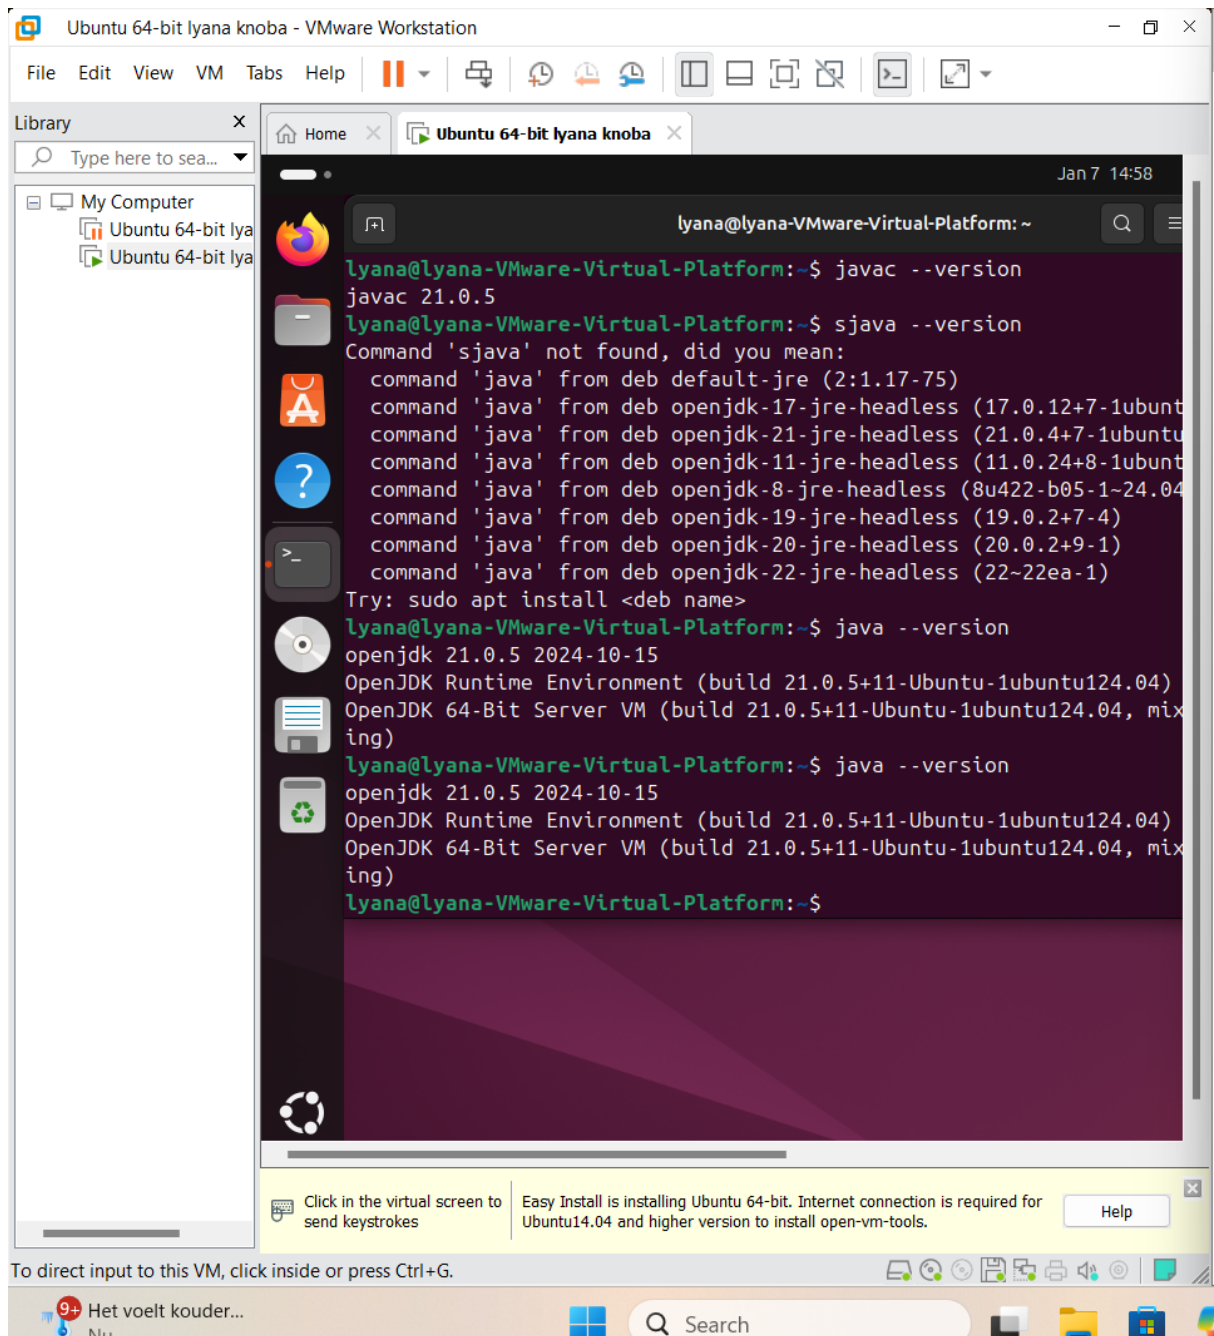 Ubuntu 64-bit lyana knoba - VMware Workstation
File Edit View VM Tabs Help
Library
Type here to sea...
My Computer
Ubuntu 64-bit lya
Ubuntu 64-bit lya
Home
Ubuntu 64-bit lyana knoba
Jan 7 14:58
lyana@lyana-VMware-Virtual-Platform: ~
lyana@lyana-VMware-Virtual-Platform:~$ javac --version
javac 21.0.5
lyana@lyana-VMware-Virtual-Platform:~$ sjava --version
Command 'sjava' not found, did you mean:
  command 'java' from deb default-jre (2:1.17-75)
  command 'java' from deb openjdk-17-jre-headless (17.0.12+7-1ubunt
  command 'java' from deb openjdk-21-jre-headless (21.0.4+7-1ubuntu
  command 'java' from deb openjdk-11-jre-headless (11.0.24+8-1ubunt
  command 'java' from deb openjdk-8-jre-headless (8u422-b05-1~24.04
  command 'java' from deb openjdk-19-jre-headless (19.0.2+7-4)
  command 'java' from deb openjdk-20-jre-headless (20.0.2+9-1)
  command 'java' from deb openjdk-22-jre-headless (22~22ea-1)
Try: sudo apt install <deb name>
lyana@lyana-VMware-Virtual-Platform:~$ java --version
openjdk 21.0.5 2024-10-15
OpenJDK Runtime Environment (build 21.0.5+11-Ubuntu-1ubuntu124.04)
OpenJDK 64-Bit Server VM (build 21.0.5+11-Ubuntu-1ubuntu124.04, mix
ing)
lyana@lyana-VMware-Virtual-Platform:~$ java --version
openjdk 21.0.5 2024-10-15
OpenJDK Runtime Environment (build 21.0.5+11-Ubuntu-1ubuntu124.04)
OpenJDK 64-Bit Server VM (build 21.0.5+11-Ubuntu-1ubuntu124.04, mix
ing)
lyana@lyana-VMware-Virtual-Platform:~$
Click in the virtual screen to
send keystrokes
Easy Install is installing Ubuntu 64-bit. Internet connection is required for
Ubuntu14.04 and higher version to install open-vm-tools.
Help
To direct input to this VM, click inside or press Ctrl+G.
9+
Het voelt kouder...
Nu
Search